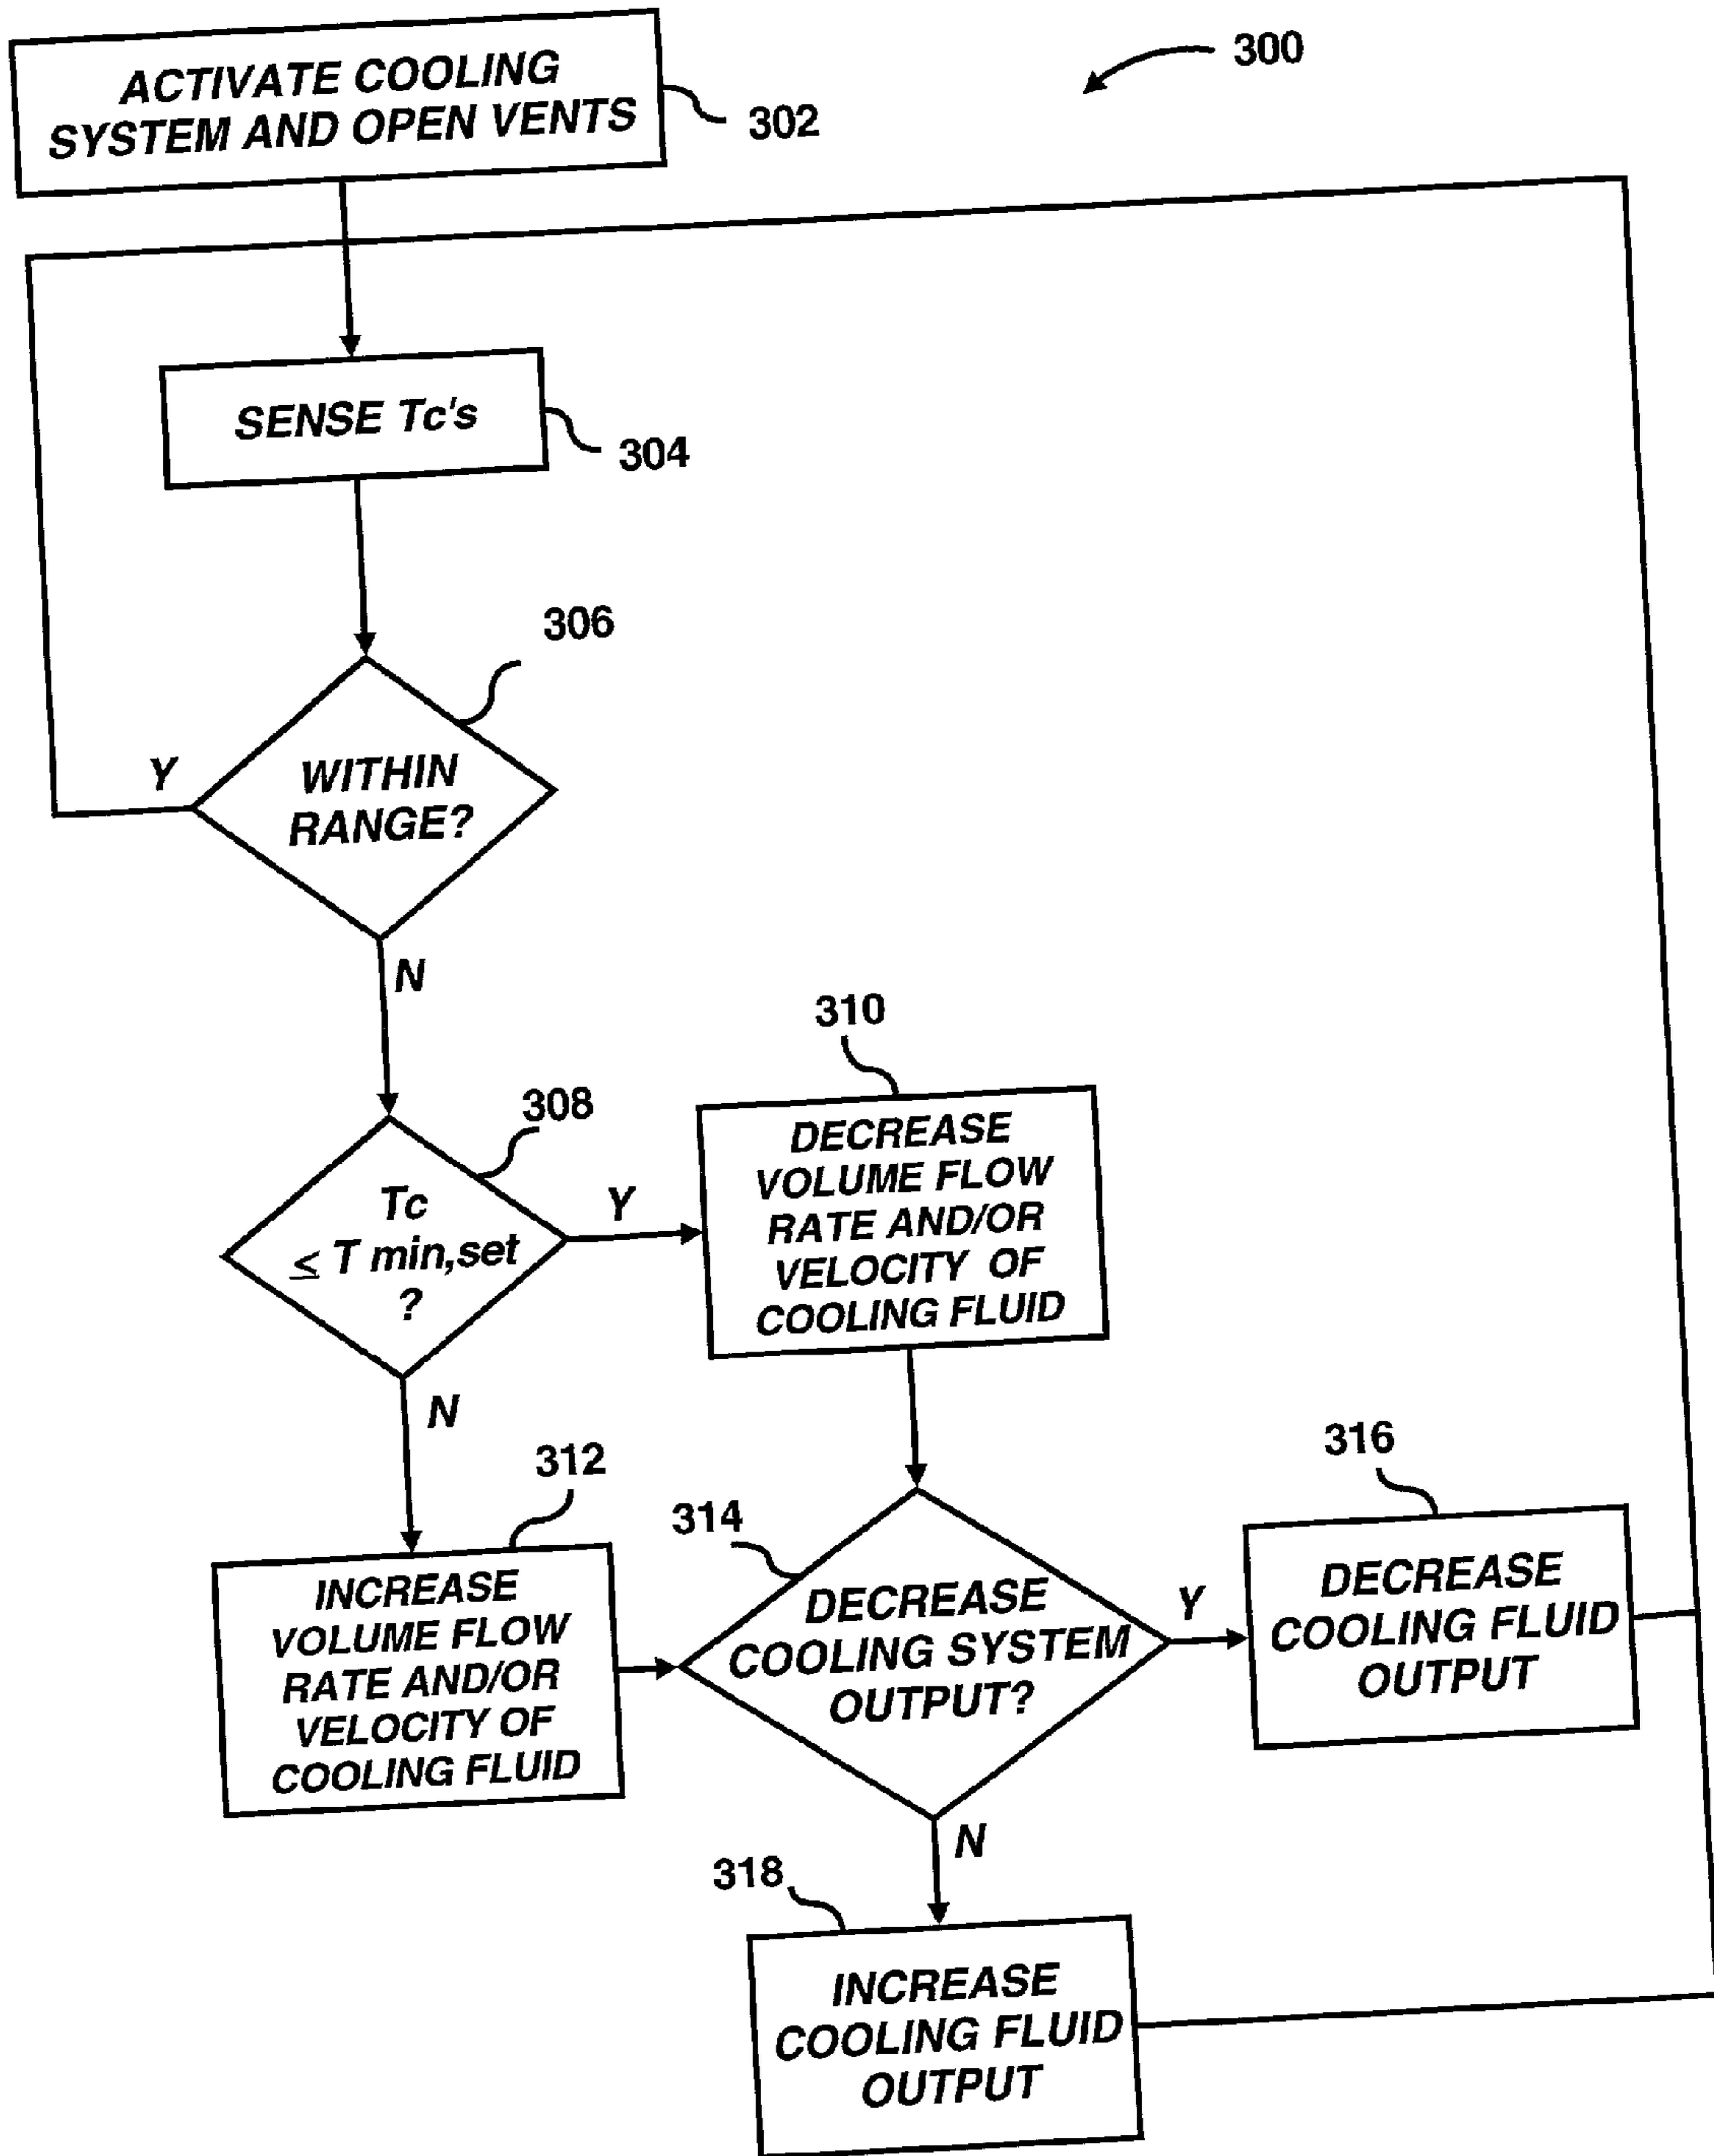 300
ACTIVATE COOLING
SYSTEM AND OPEN VENTS
302
SENSE Tc's
304
306
WITHIN
RANGE?
Y
N
308
Tc
≤ T min,set
?
Y
N
310
DECREASE
VOLUME FLOW
RATE AND/OR
VELOCITY OF
COOLING FLUID
312
INCREASE
VOLUME FLOW
RATE AND/OR
VELOCITY OF
COOLING FLUID
314
DECREASE
COOLING SYSTEM
OUTPUT?
Y
N
316
DECREASE
COOLING FLUID
OUTPUT
318
INCREASE
COOLING FLUID
OUTPUT